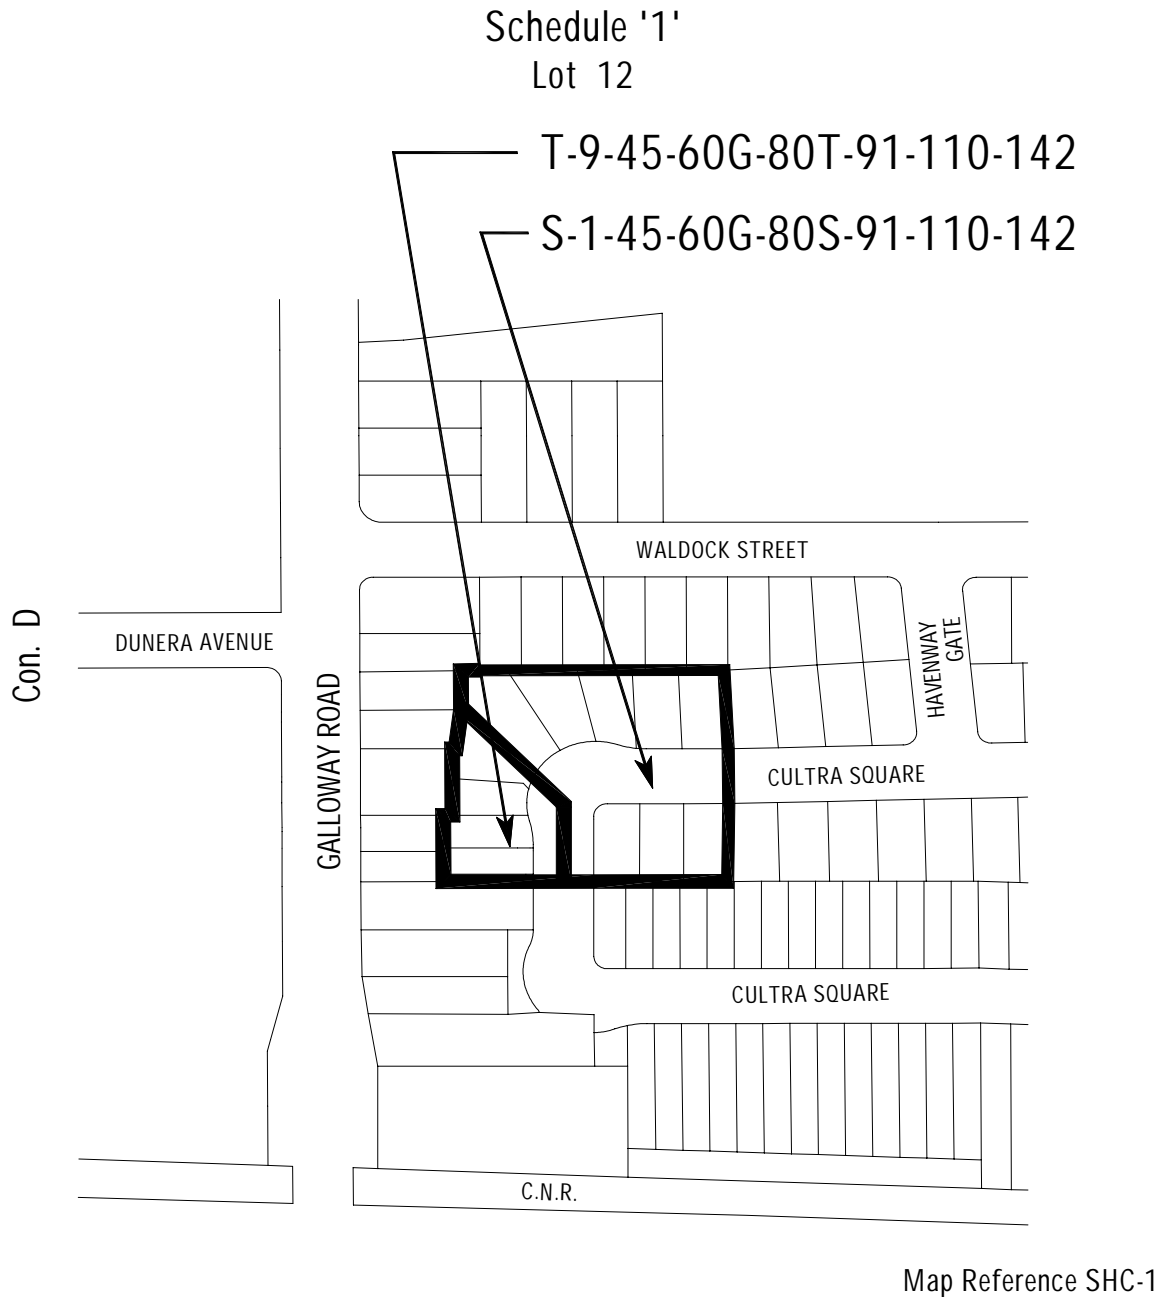 Schedule '1'
Lot 12
T-9-45-60G-80T-91-110-142
S-1-45-60G-80S-91-110-142
WALDOCK STREET
Con. D
DUNERA AVENUE
HAVENWAY
GATE
GALLOWAY ROAD
CULTRA SQUARE
CULTRA SQUARE
C.N.R.
Map Reference SHC-1